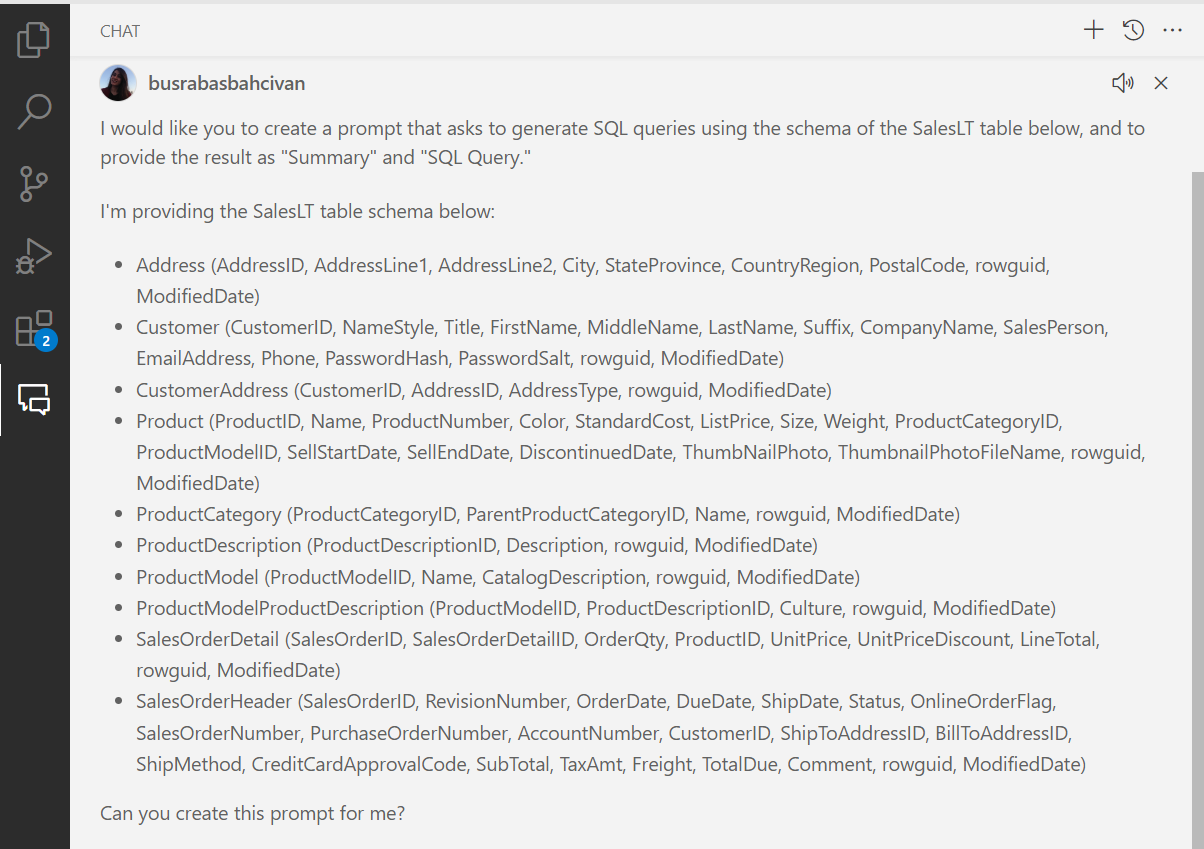 CHAT
busrabasbahcivan
I would like you to create a prompt that asks to generate SQL queries using the schema of the SalesLT table below, and to
provide the result as "Summary" and "SQL Query."
I'm providing the SalesLT table schema below:
• Address (AddressID, AddressLine1, AddressLine2, City, StateProvince, CountryRegion, PostalCode, rowguid,
ModifiedDate)
• Customer (CustomerID, NameStyle, Title, FirstName, MiddleName, LastName, Suffix, CompanyName, SalesPerson,
EmailAddress, Phone, PasswordHash, PasswordSalt, rowguid, ModifiedDate)
2
• CustomerAddress (CustomerID, AddressID, AddressType, rowguid, ModifiedDate)
• Product (ProductID, Name, ProductNumber, Color, StandardCost, ListPrice, Size, Weight, ProductCategoryID,
ProductModelID, SellStartDate, SellEndDate, DiscontinuedDate, ThumbNailPhoto, ThumbnailPhotoFileName, rowguid,
ModifiedDate)
• ProductCategory (ProductCategoryID, ParentProductCategoryID, Name, rowguid, ModifiedDate)
• ProductDescription (ProductDescriptionID, Description, rowguid, ModifiedDate)
• ProductModel (ProductModelID, Name, CatalogDescription, rowguid, ModifiedDate)
• ProductModelProductDescription (ProductModelID, ProductDescriptionID, Culture, rowguid, ModifiedDate)
• SalesOrderDetail (SalesOrderID, SalesOrderDetailID, OrderQty, ProductID, UnitPrice, UnitPriceDiscount, LineTotal,
rowguid, ModifiedDate)
• SalesOrderHeader (SalesOrderID, RevisionNumber, OrderDate, DueDate, ShipDate, Status, OnlineOrderFlag,
SalesOrderNumber, PurchaseOrderNumber, AccountNumber, CustomerID, ShipToAddressID, BillToAddressID,
ShipMethod, CreditCardApprovalCode, SubTotal, TaxAmt, Freight, TotalDue, Comment, rowguid, ModifiedDate)
Can you create this prompt for me?